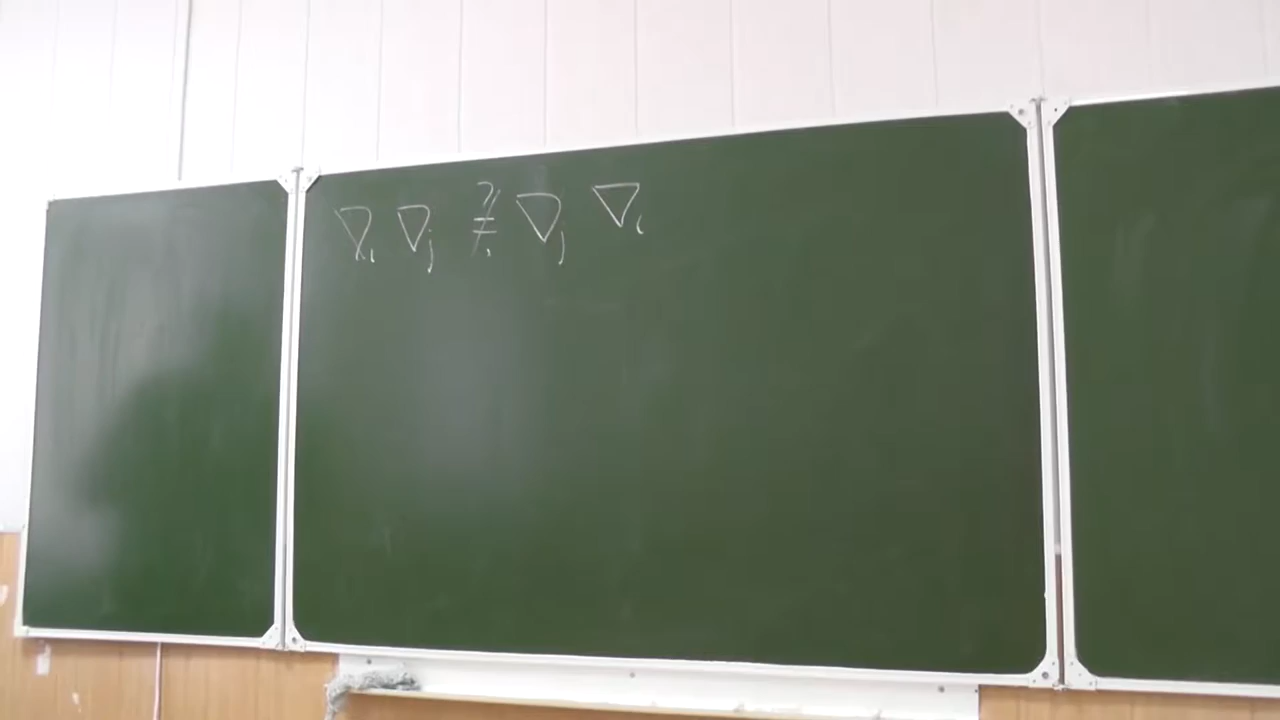 ∇ᵢ ∇ⱼ ≠? ∇ⱼ ∇ᵢ